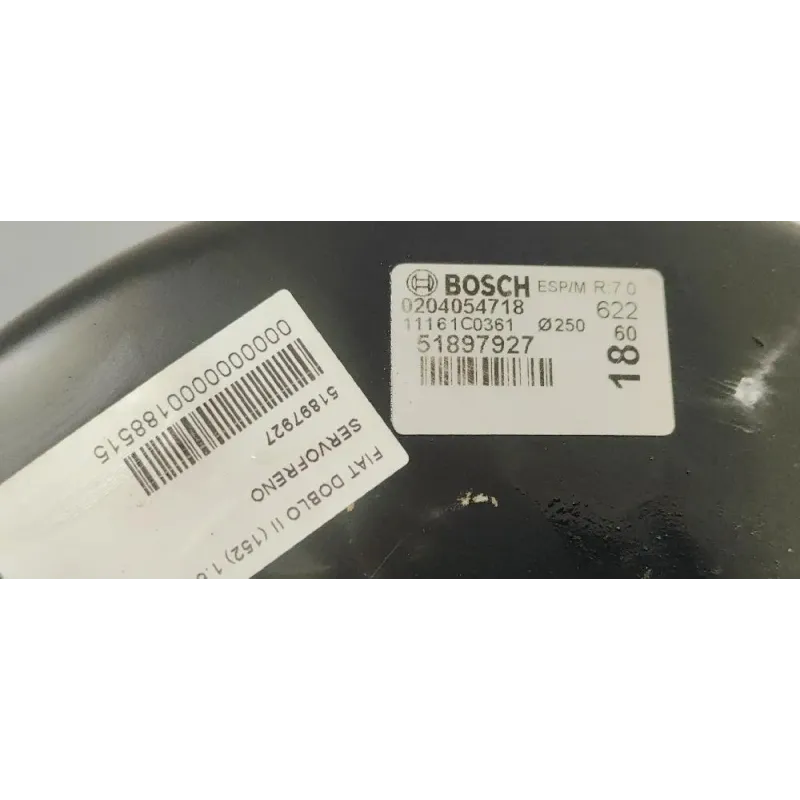 BOSCH ESP/M R:7.0
0204054718 622
11161C0361 Ø250 60
51897927
18
000000000188515
51897927
SERVOFRENO
FIAT DOBLO II (152) 1.6